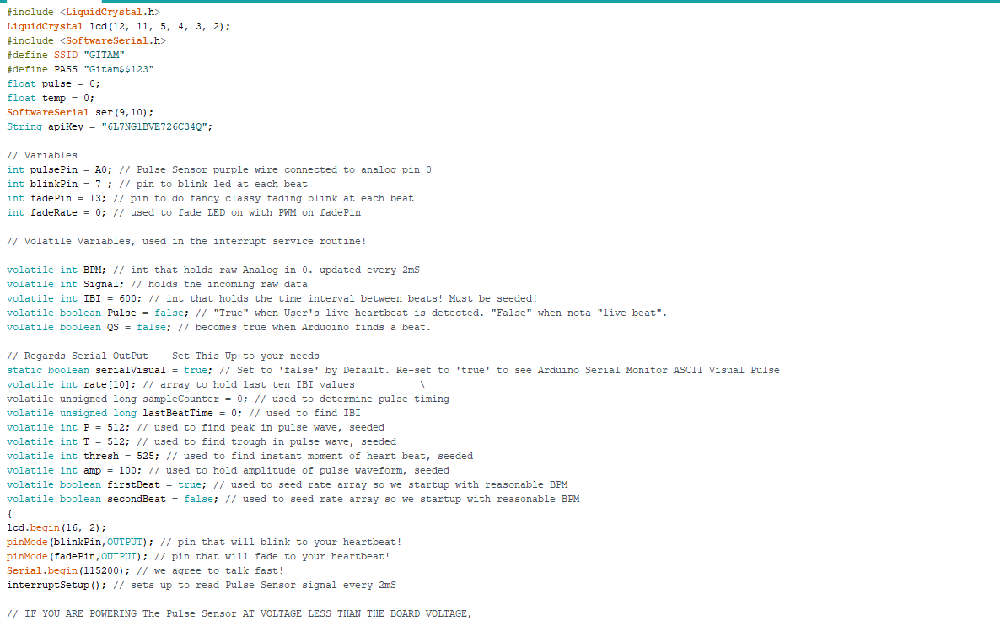 #include <LiquidCrystal.h>
LiquidCrystal lcd(12, 11, 5, 4, 3, 2);
#include <SoftwareSerial.h>
#define SSID "GITAM"
#define PASS "Gitam$$123"
float pulse = 0;
float temp = 0;
SoftwareSerial ser(9,10);
String apiKey = "6L7NG1BVE726C34Q";

// Variables
int pulsePin = A0; // Pulse Sensor purple wire connected to analog pin 0
int blinkPin = 7 ; // pin to blink led at each beat
int fadePin = 13; // pin to do fancy classy fading blink at each beat
int fadeRate = 0; // used to fade LED on with PWM on fadePin

// Volatile Variables, used in the interrupt service routine!

volatile int BPM; // int that holds raw Analog in 0. updated every 2mS
volatile int Signal; // holds the incoming raw data
volatile int IBI = 600; // int that holds the time interval between beats! Must be seeded!
volatile boolean Pulse = false; // "True" when User's live heartbeat is detected. "False" when nota "live beat".
volatile boolean QS = false; // becomes true when Arduoino finds a beat.

// Regards Serial OutPut -- Set This Up to your needs
static boolean serialVisual = true; // Set to 'false' by Default. Re-set to 'true' to see Arduino Serial Monitor ASCII Visual Pulse
volatile int rate[10]; // array to hold last ten IBI values \
volatile unsigned long sampleCounter = 0; // used to determine pulse timing
volatile unsigned long lastBeatTime = 0; // used to find IBI
volatile int P = 512; // used to find peak in pulse wave, seeded
volatile int T = 512; // used to find trough in pulse wave, seeded
volatile int thresh = 525; // used to find instant moment of heart beat, seeded
volatile int amp = 100; // used to hold amplitude of pulse waveform, seeded
volatile boolean firstBeat = true; // used to seed rate array so we startup with reasonable BPM
volatile boolean secondBeat = false; // used to seed rate array so we startup with reasonable BPM
{
lcd.begin(16, 2);
pinMode(blinkPin,OUTPUT); // pin that will blink to your heartbeat!
pinMode(fadePin,OUTPUT); // pin that will fade to your heartbeat!
Serial.begin(115200); // we agree to talk fast!
interruptSetup(); // sets up to read Pulse Sensor signal every 2mS

// IF YOU ARE POWERING The Pulse Sensor AT VOLTAGE LESS THAN THE BOARD VOLTAGE,